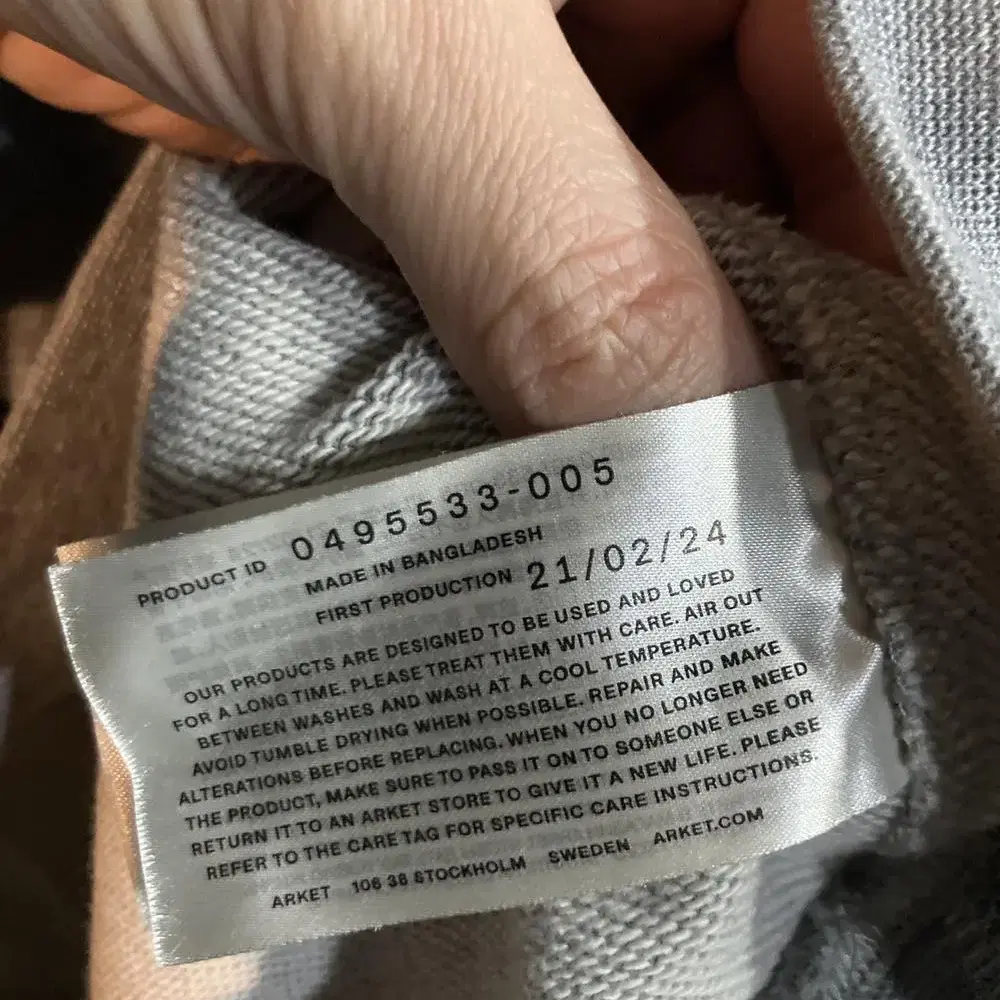 PRODUCT ID 0495533-005
MADE IN BANGLADESH
FIRST PRODUCTION 21/02/24
OUR PRODUCTS ARE DESIGNED TO BE USED AND LOVED
FOR A LONG TIME. PLEASE TREAT THEM WITH CARE. AIR OUT
BETWEEN WASHES AND WASH AT A COOL TEMPERATURE.
AVOID TUMBLE DRYING WHEN POSSIBLE. REPAIR AND MAKE
ALTERATIONS BEFORE REPLACING. WHEN YOU NO LONGER NEED
THE PRODUCT, MAKE SURE TO PASS IT ON TO SOMEONE ELSE OR
RETURN IT TO AN ARKET STORE TO GIVE IT A NEW LIFE. PLEASE
REFER TO THE CARE TAG FOR SPECIFIC CARE INSTRUCTIONS.
ARKET 106 38 STOCKHOLM SWEDEN ARKET.COM